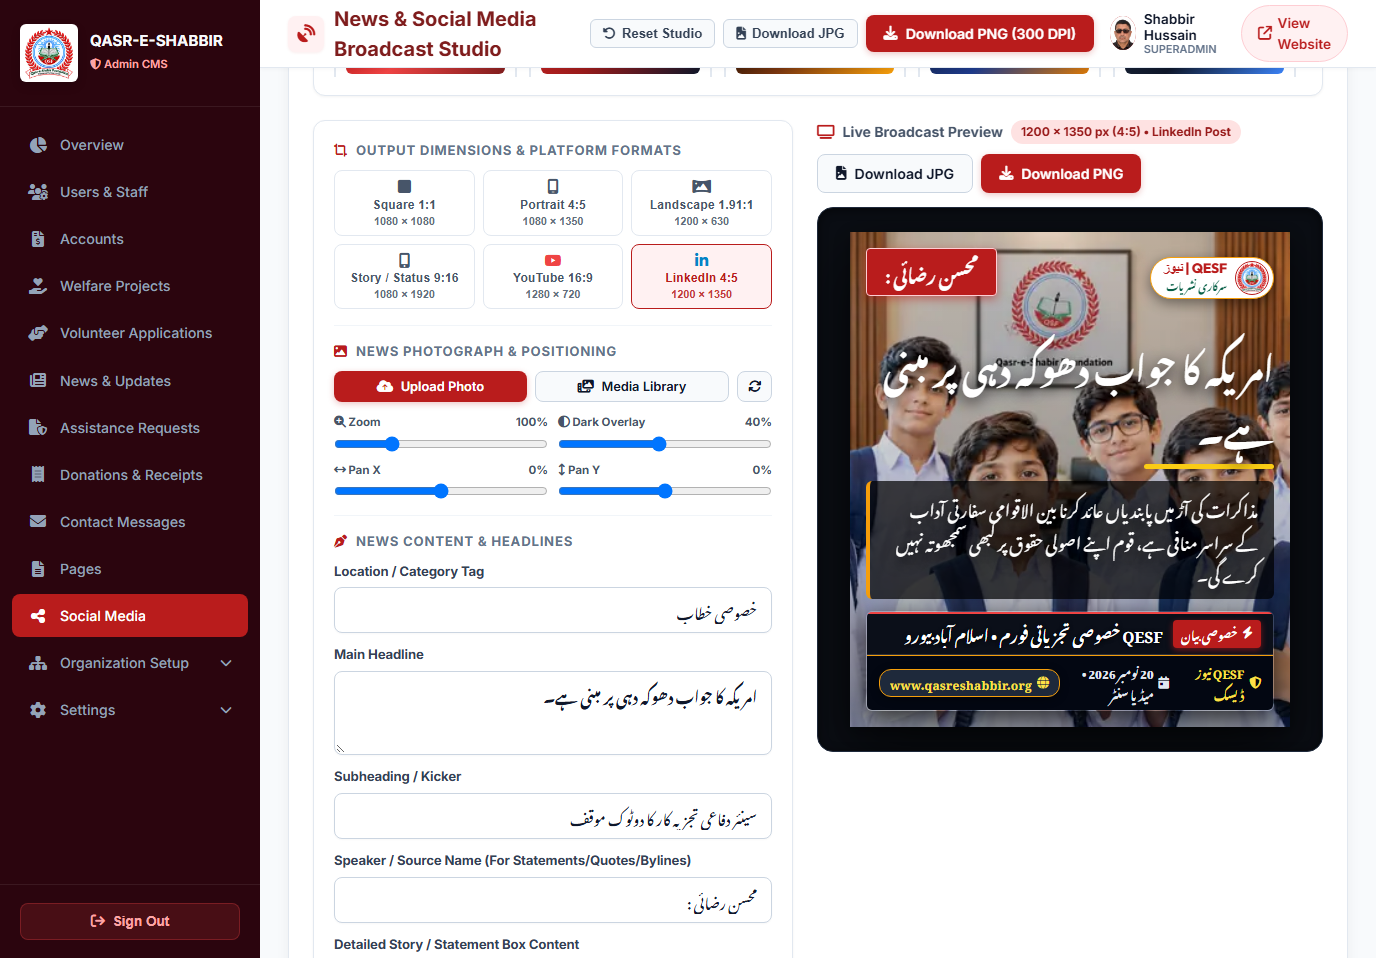 QASR-E-SHABBIR
Admin CMS
News & Social Media
Broadcast Studio
Reset Studio
Download JPG
Download PNG (300 DPI)
Shabbir
Hussain
SUPERADMIN
View
Website
Overview
Users & Staff
Accounts
Welfare Projects
Volunteer Applications
News & Updates
Assistance Requests
Donations & Receipts
Contact Messages
Pages
Social Media
Organization Setup
Settings
Sign Out
OUTPUT DIMENSIONS & PLATFORM FORMATS
Square 1:1
1080 × 1080
Portrait 4:5
1080 × 1350
Landscape 1.91:1
1200 × 630
Story / Status 9:16
1080 × 1920
YouTube 16:9
1280 × 720
LinkedIn 4:5
1200 × 1350
NEWS PHOTOGRAPH & POSITIONING
Upload Photo
Media Library
Zoom 100%
Dark Overlay 40%
Pan X 0%
Pan Y 0%
NEWS CONTENT & HEADLINES
Location / Category Tag
خصوصی خطاب
Main Headline
امریکہ کا جواب دھوکہ دہی پر مبنی ہے۔
Subheading / Kicker
سینئر دفاعی تجزیہ کار کا دوٹوک موقف
Speaker / Source Name (For Statements/Quotes/Bylines)
محسن رضائی:
Detailed Story / Statement Box Content
Live Broadcast Preview
1200 × 1350 px (4:5) • LinkedIn Post
Download JPG
Download PNG
محسن رضائی:
QESF | نیوز
سرکاری نشریات
QESF
Qasr-e-Shabbir Foundation
امریکہ کا جواب دھوکہ دہی پر مبنی
ہے۔
مذاکرات کی آڑ میں پابندیاں عائد کرنا بین الاقوامی سفارتی آداب
کے سراسر منافی ہے، قوم اپنے اصولی حقوق پر کبھی سمجھوتہ نہیں
کرے گی۔
خصوصی بیان
QESF خصوصی تجزیاتی فورم • اسلام آباد بیورو
QESF نیوز
ڈیسک
20 نومبر 2026 •
میڈیا سنٹر
www.qasreshabbir.org